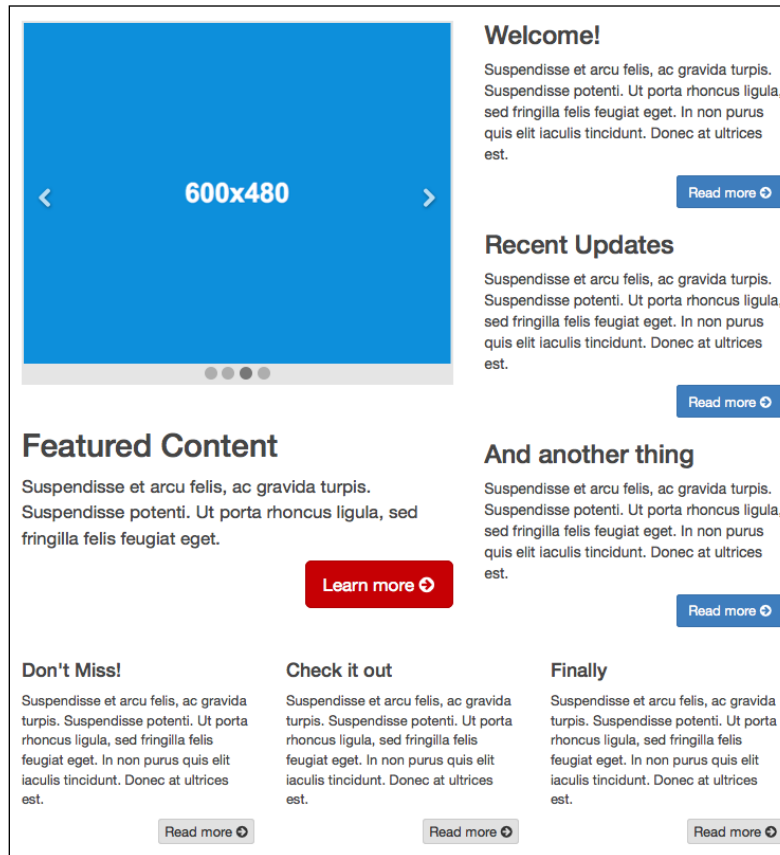 600x480
Featured Content
Suspendisse et arcu felis, ac gravida turpis.
Suspendisse potenti. Ut porta rhoncus ligula, sed
fringilla felis feugiat eget.
Learn more
Welcome!
Suspendisse et arcu felis, ac gravida turpis.
Suspendisse potenti. Ut porta rhoncus ligula,
sed fringilla felis feugiat eget. In non purus
quis elit iaculis tincidunt. Donec at ultrices
est.
Read more
Recent Updates
Suspendisse et arcu felis, ac gravida turpis.
Suspendisse potenti. Ut porta rhoncus ligula,
sed fringilla felis feugiat eget. In non purus
quis elit iaculis tincidunt. Donec at ultrices
est.
Read more
And another thing
Suspendisse et arcu felis, ac gravida turpis.
Suspendisse potenti. Ut porta rhoncus ligula,
sed fringilla felis feugiat eget. In non purus
quis elit iaculis tincidunt. Donec at ultrices
est.
Read more
Don't Miss!
Suspendisse et arcu felis, ac gravida
turpis. Suspendisse potenti. Ut porta
rhoncus ligula, sed fringilla felis
feugiat eget. In non purus quis elit
iaculis tincidunt. Donec at ultrices
est.
Read more
Check it out
Suspendisse et arcu felis, ac gravida
turpis. Suspendisse potenti. Ut porta
rhoncus ligula, sed fringilla felis
feugiat eget. In non purus quis elit
iaculis tincidunt. Donec at ultrices
est.
Read more
Finally
Suspendisse et arcu felis, ac gravida
turpis. Suspendisse potenti. Ut porta
rhoncus ligula, sed fringilla felis
feugiat eget. In non purus quis elit
iaculis tincidunt. Donec at ultrices
est.
Read more